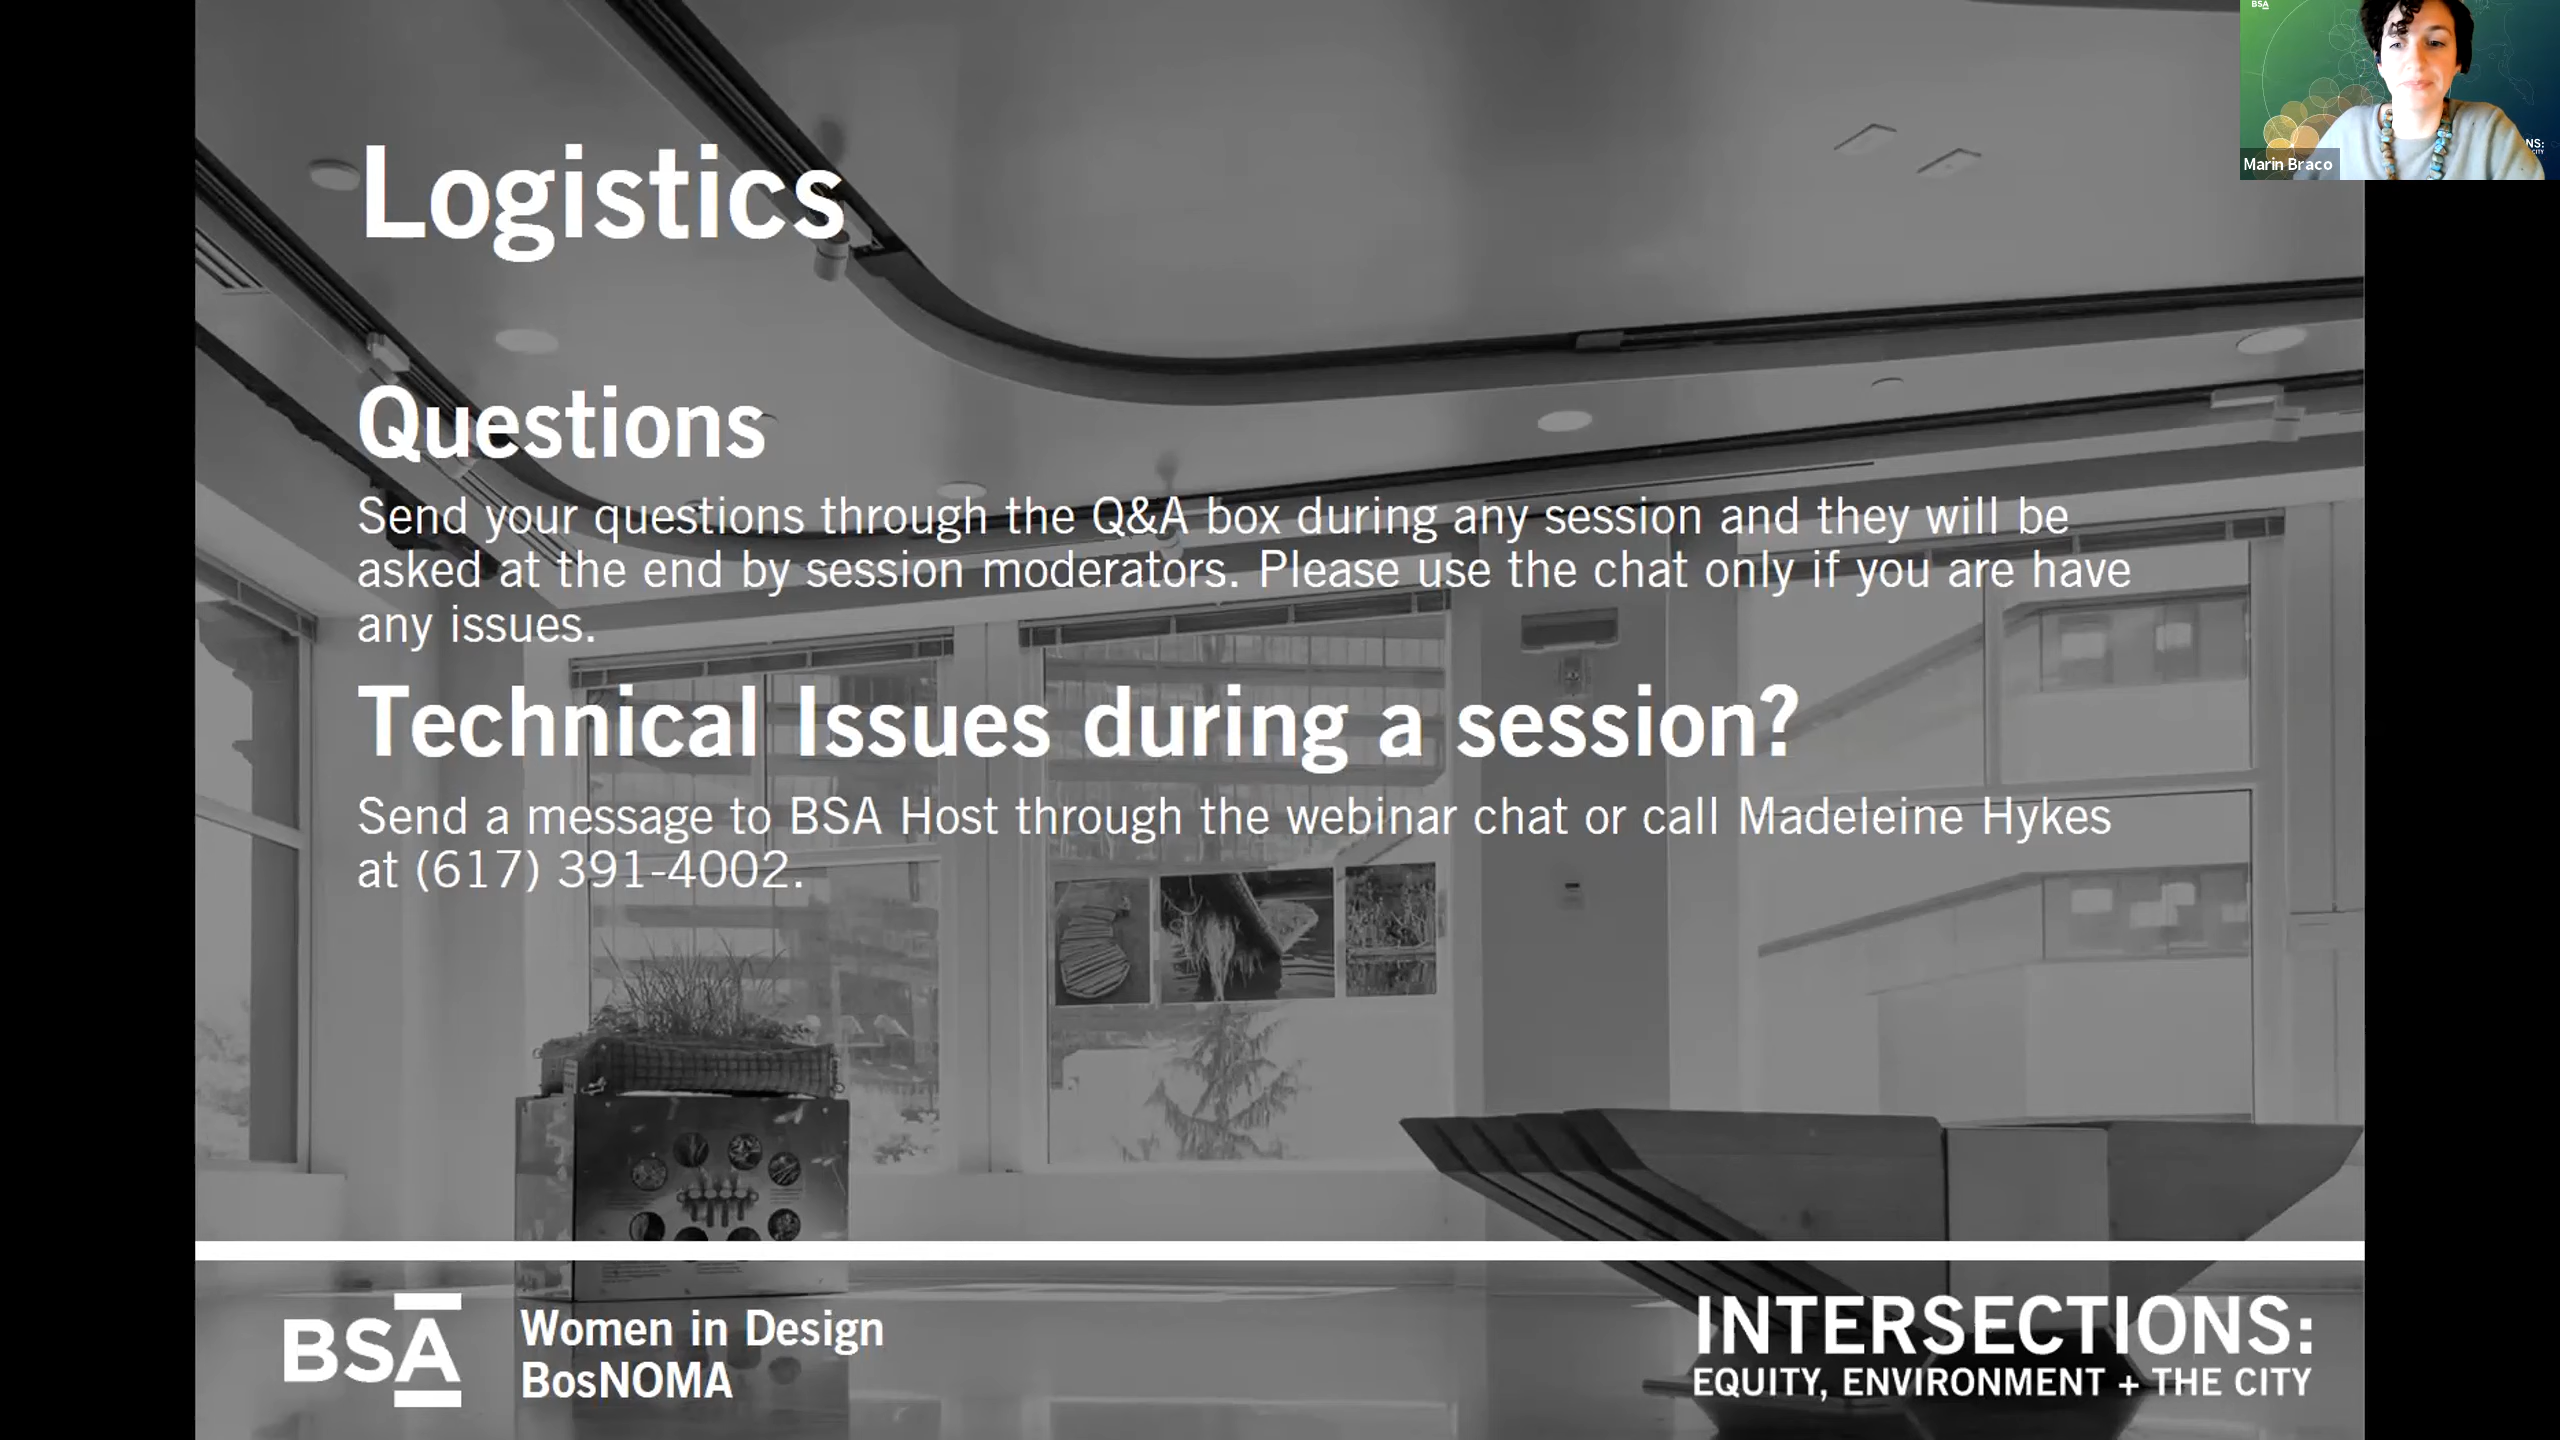 BSA
NS:
CITY
Marin Braco
Logistics
Questions
Send your questions through the Q&A box during any session and they will be
asked at the end by session moderators. Please use the chat only if you are have
any issues.
Technical Issues during a session?
Send a message to BSA Host through the webinar chat or call Madeleine Hykes
at (617) 391-4002.
BSA
Women in Design
BosNOMA
INTERSECTIONS:
EQUITY, ENVIRONMENT + THE CITY